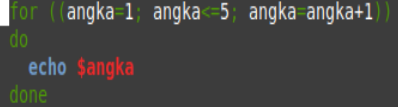 for ((angka=1; angka<=5; angka=angka+1))
do
  echo $angka
done